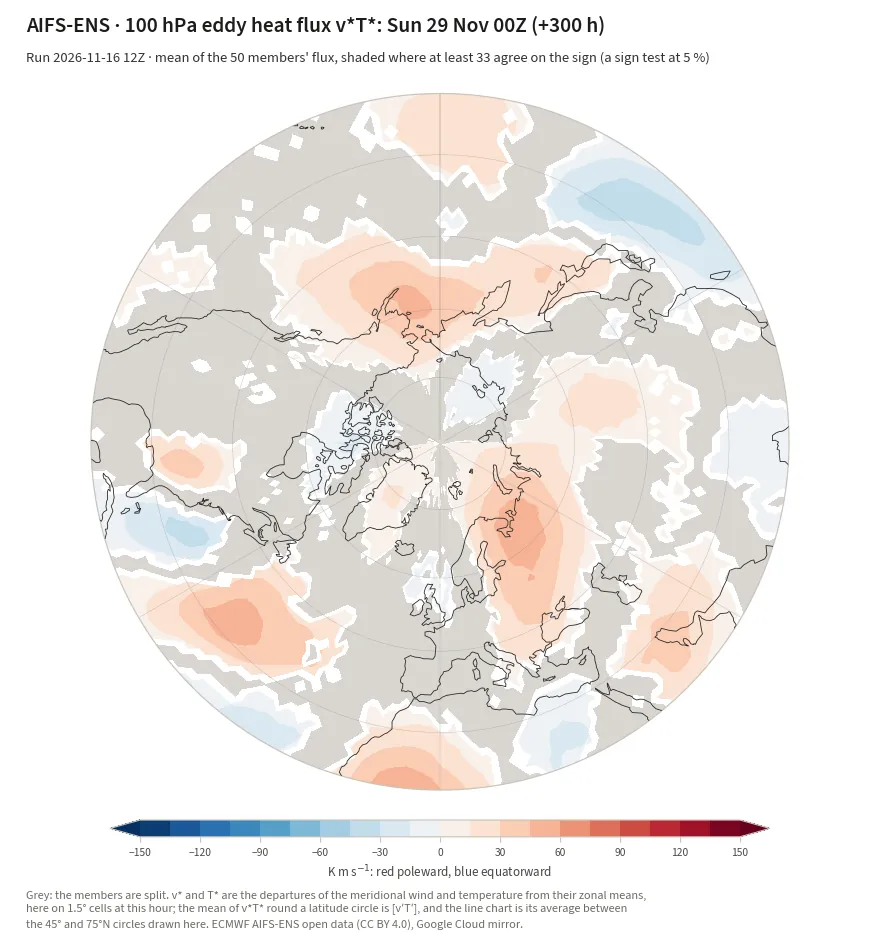 AIFS-ENS · 100 hPa eddy heat flux v*T*: Sun 29 Nov 00Z (+300 h)
Run 2026-11-16 12Z · mean of the 50 members' flux, shaded where at least 33 agree on the sign (a sign test at 5 %)
−150 −120 −90 −60 −30 0 30 60 90 120 150
K m s⁻¹: red poleward, blue equatorward
Grey: the members are split. v* and T* are the departures of the meridional wind and temperature from their zonal means,
here on 1.5° cells at this hour; the mean of v*T* round a latitude circle is [v'T'], and the line chart is its average between
the 45° and 75°N circles drawn here. ECMWF AIFS-ENS open data (CC BY 4.0), Google Cloud mirror.